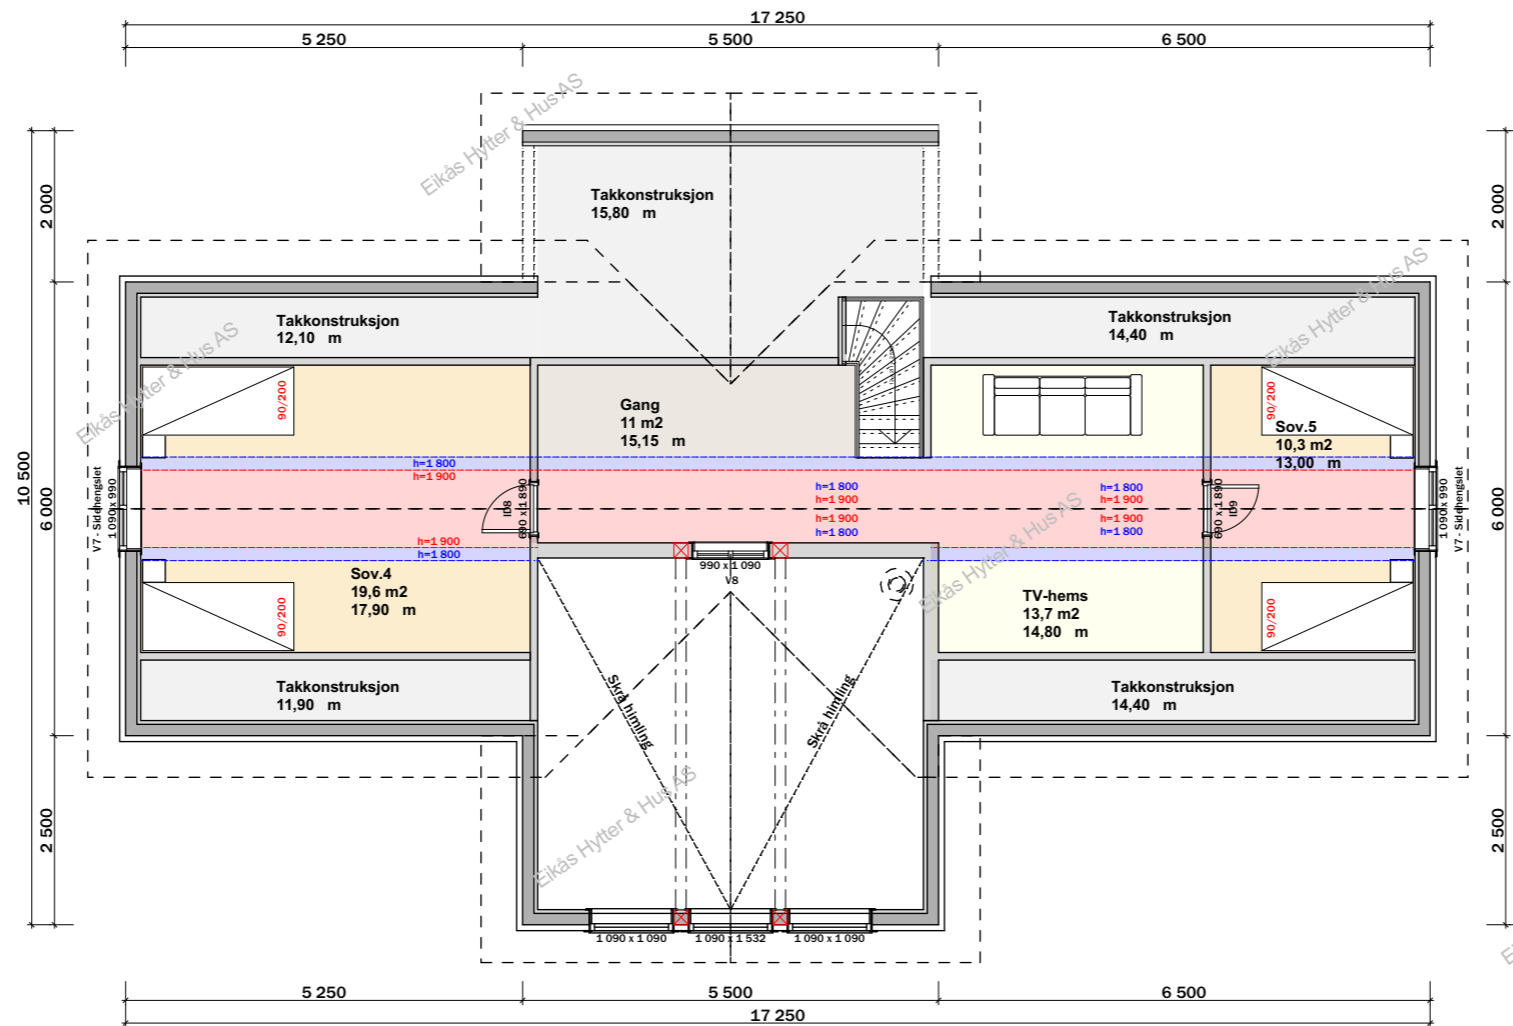 17 250
5 250
5 500
6 500
Eikås Hytter & Hus AS
2 000
2 000
Takkonstruksjon
15,80 m
Takkonstruksjon
12,10 m
Takkonstruksjon
14,40 m
Eikås Hytter & Hus AS
Eikås Hytter & Hus AS
90/200
Gang
11 m2
15,15 m
90/200
Sov.5
10,3 m2
13,00 m
10 500
6 000
6 000
V7 - Sidehengslet
1 090 x 990
h=1 800
h=1 900
ID8
690 x 1 890
h=1 800
h=1 900
h=1 900
h=1 800
h=1 800
h=1 900
h=1 900
h=1 800
690 x 1 890
ID9
1 090 x 990
V7 - Sidehengslet
h=1 900
h=1 800
990 x 1 090
V8
Eikås Hytter & Hus AS
Sov.4
19,6 m2
17,90 m
90/200
TV-hems
13,7 m2
14,80 m
90/200
Takkonstruksjon
11,90 m
Skrå himling
Skrå himling
Takkonstruksjon
14,40 m
Eikås Hytter & Hus AS
2 500
2 500
1 090 x 1 090
1 090 x 1 532
1 090 x 1 090
5 250
5 500
6 500
17 250